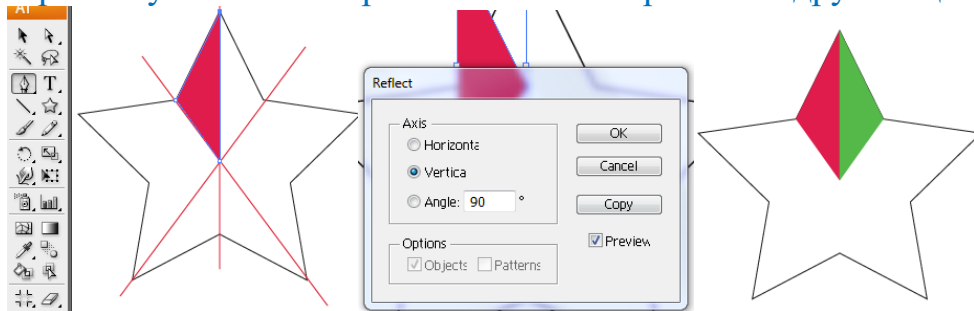 Ai
T.
Reflect
Axis
Horizonta
Vertica
Angle: 90 °
OK
Cancel
Copy
Preview
Options
Objects Patterns